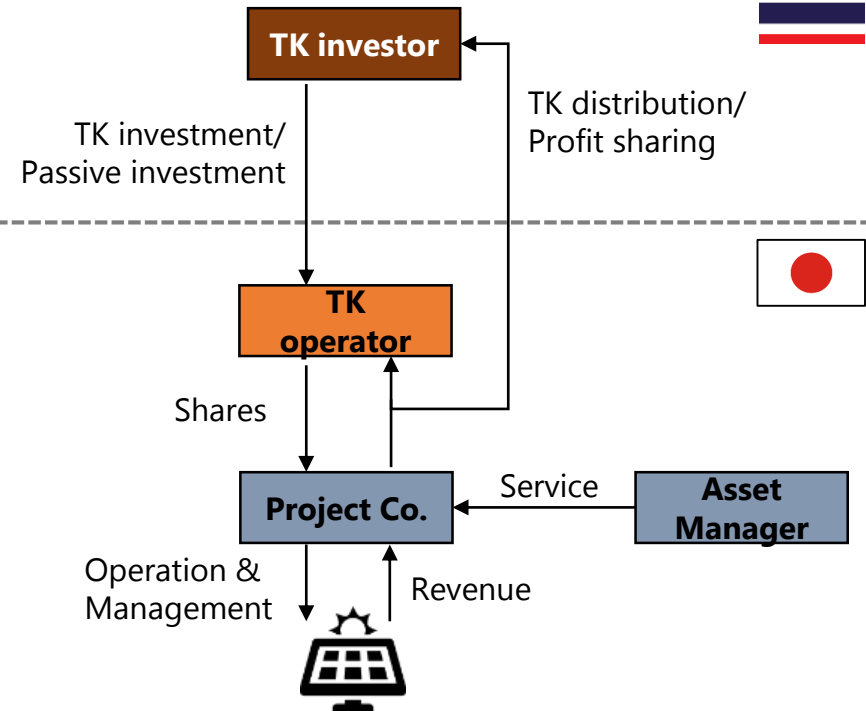 TK investor
TK investment/
Passive investment
TK distribution/
Profit sharing
TK
operator
Shares
Project Co.
Service
Asset
Manager
Operation &
Management
Revenue